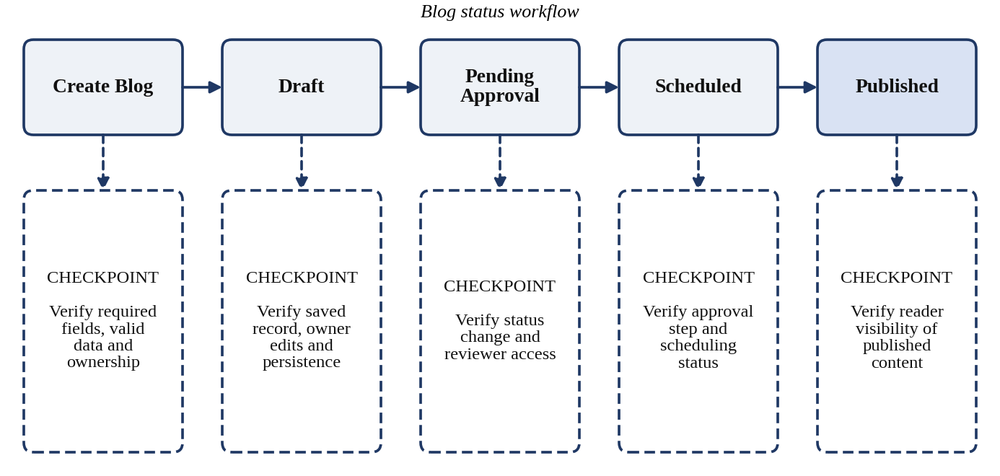 Blog status workflow
Create Blog
Draft
Pending
Approval
Scheduled
Published
CHECKPOINT
Verify required
fields, valid
data and
ownership
CHECKPOINT
Verify saved
record, owner
edits and
persistence
CHECKPOINT
Verify status
change and
reviewer access
CHECKPOINT
Verify approval
step and
scheduling
status
CHECKPOINT
Verify reader
visibility of
published
content